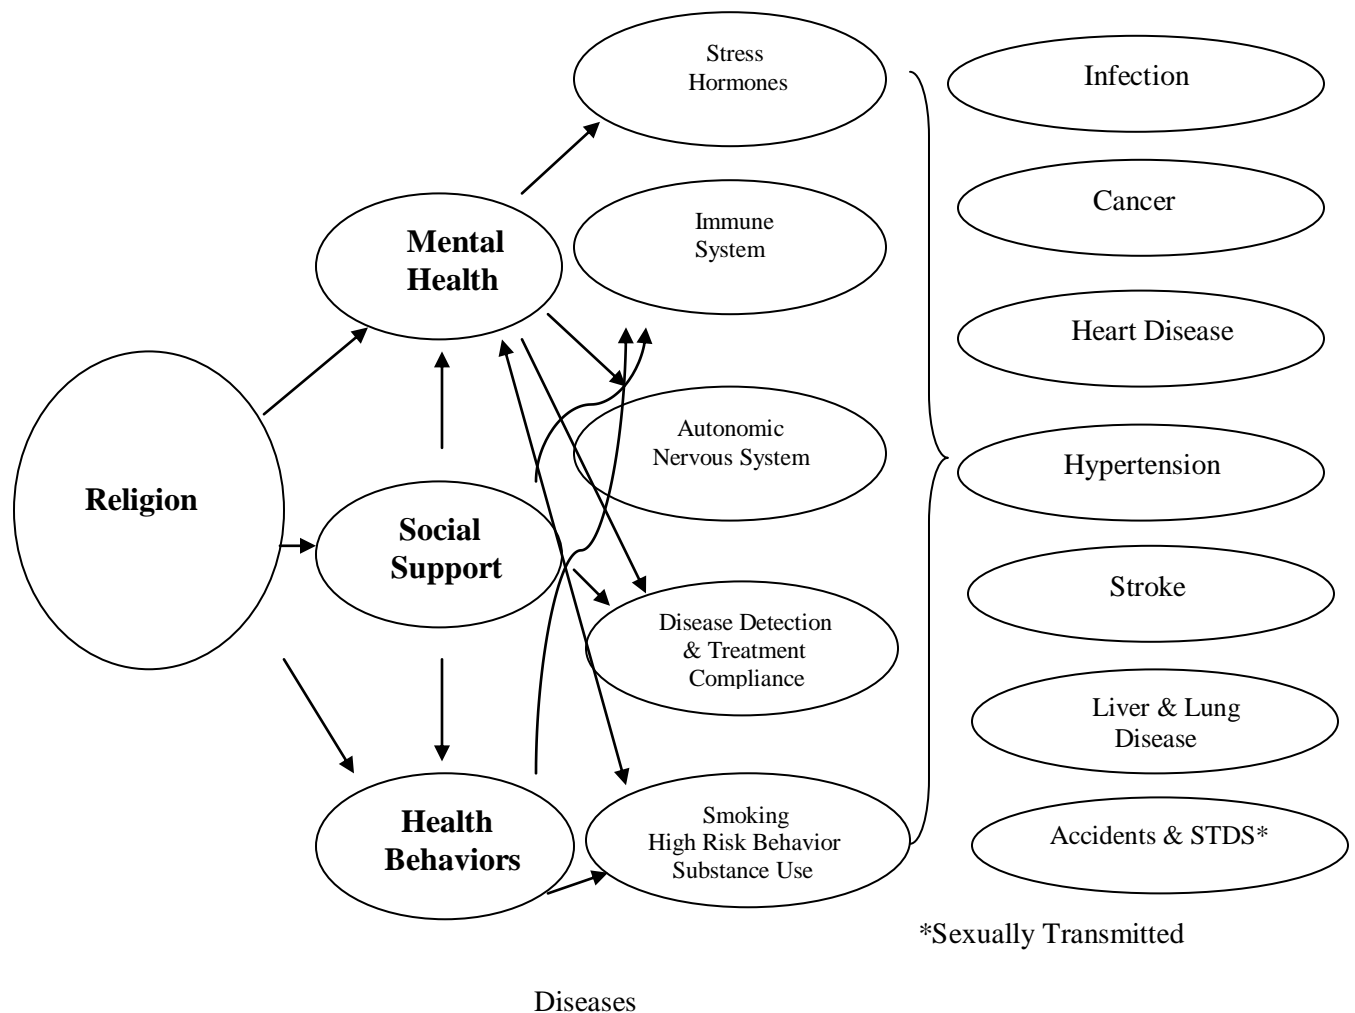 Religion
Mental
Health
Social
Support
Health
Behaviors
Stress
Hormones
Immune
System
Autonomic
Nervous System
Disease Detection
& Treatment
Compliance
Smoking
High Risk Behavior
Substance Use
Infection
Cancer
Heart Disease
Hypertension
Stroke
Liver & Lung
Disease
Accidents & STDS*
*Sexually Transmitted
Diseases